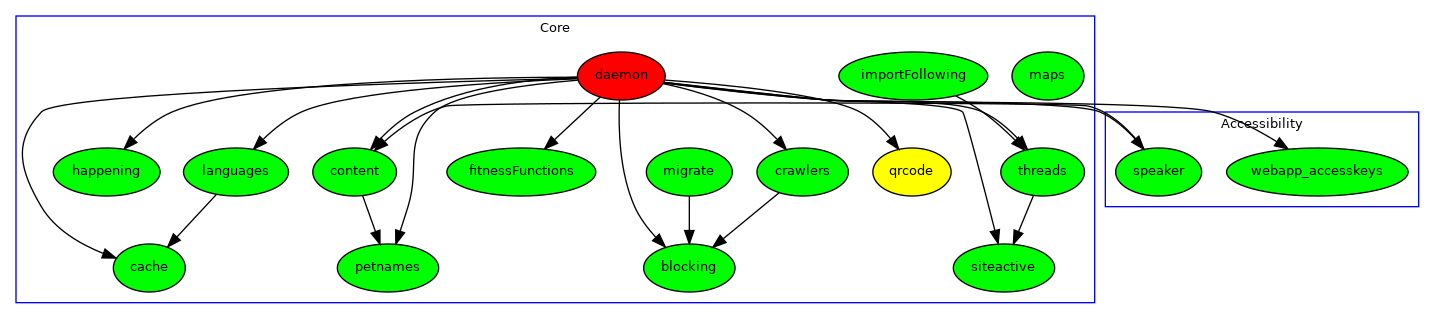 Core
daemon
importFollowing
maps
Accessibility
happening
languages
content
fitnessFunctions
migrate
crawlers
qrcode
threads
speaker
webapp_accesskeys
cache
petnames
blocking
siteactive